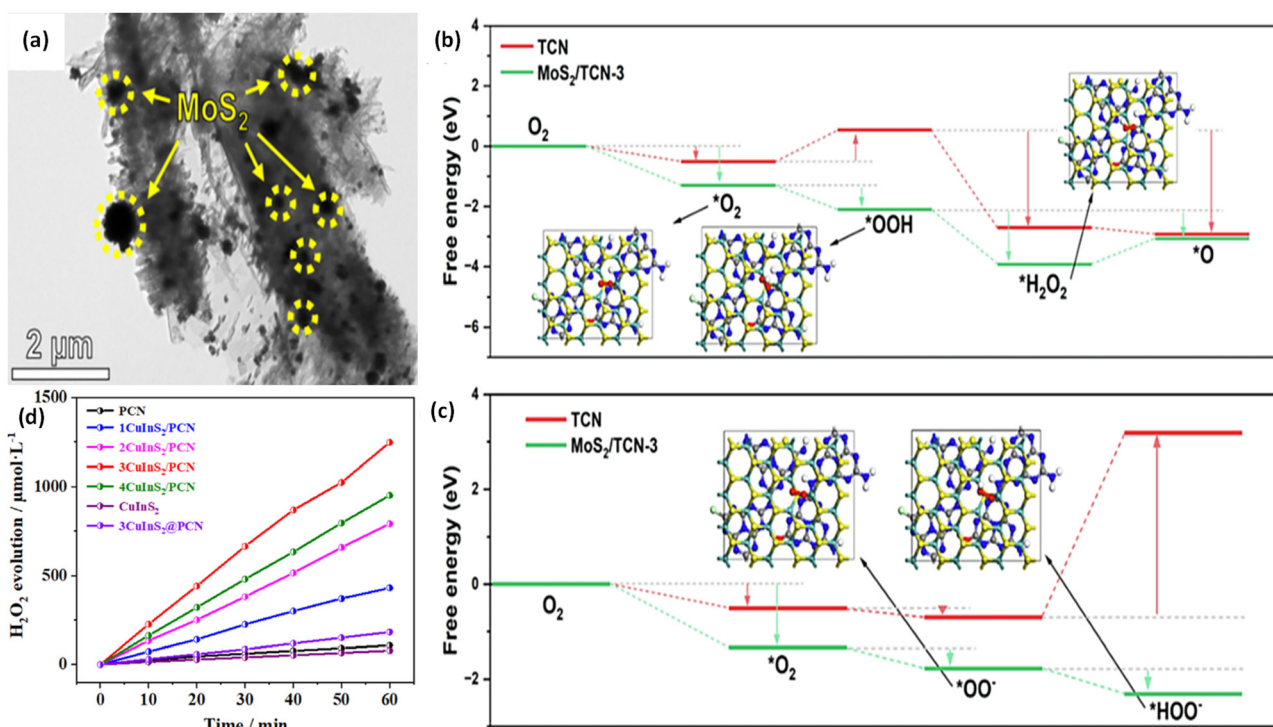 (a)
MoS2
2 µm
(b)
4
2
0
−2
−4
−6
Free energy (eV)
TCN
MoS2/TCN-3
O2
*O2
*OOH
*H2O2
*O
(d)
1500
1000
500
0
H2O2 evolution / µmol·L−1
PCN
1CuInS2/PCN
2CuInS2/PCN
3CuInS2/PCN
4CuInS2/PCN
CuInS2
3CuInS2@PCN
0 10 20 30 40 50 60
Time / min
(c)
4
2
0
−2
Free energy (eV)
TCN
MoS2/TCN-3
O2
*O2
*OO-
*HOO-